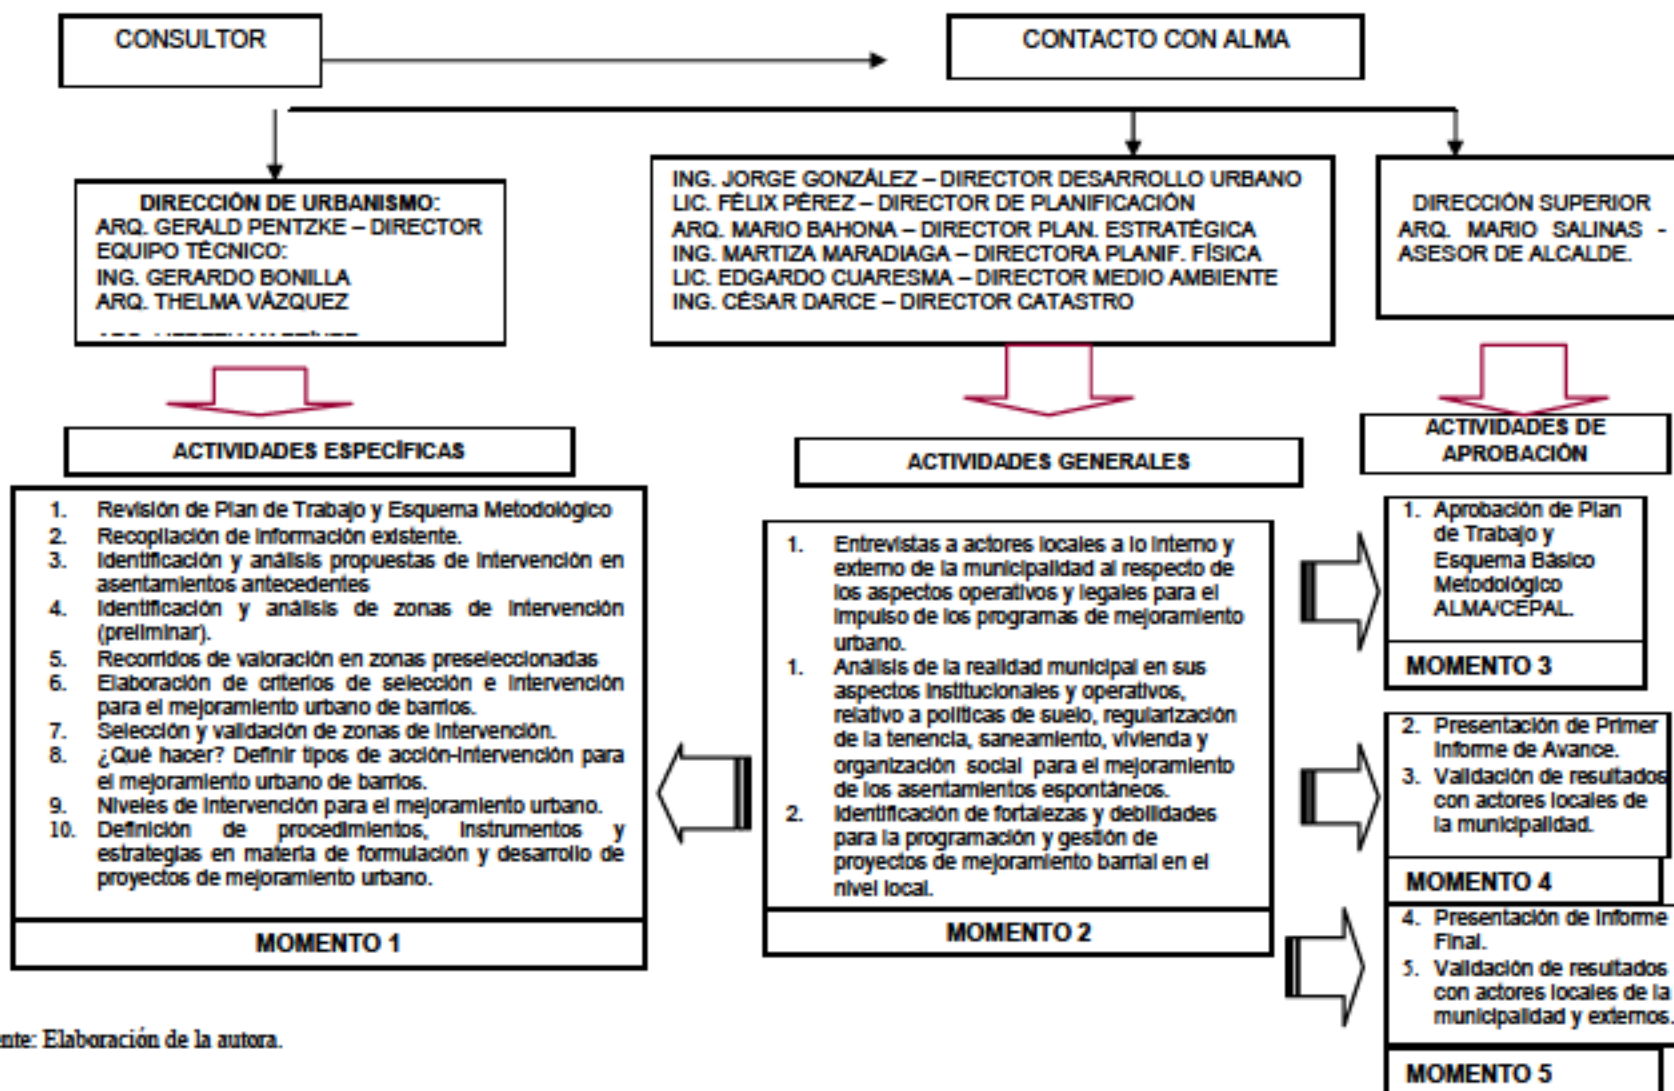 CONSULTOR
CONTACTO CON ALMA
DIRECCIÓN DE URBANISMO:
ARQ. GERALD PENTZKE – DIRECTOR
EQUIPO TÉCNICO:
ING. GERARDO BONILLA
ARQ. THELMA VÁZQUEZ
ING. JORGE GONZÁLEZ – DIRECTOR DESARROLLO URBANO
LIC. FÉLIX PÉREZ – DIRECTOR DE PLANIFICACIÓN
ARQ. MARIO BAHONA – DIRECTOR PLAN. ESTRATÉGICA
ING. MARTIZA MARADIAGA – DIRECTORA PLANIF. FÍSICA
LIC. EDGARDO CUARESMA – DIRECTOR MEDIO AMBIENTE
ING. CÉSAR DARCE – DIRECTOR CATASTRO
DIRECCIÓN SUPERIOR
ARQ. MARIO SALINAS -
ASESOR DE ALCALDE.
ACTIVIDADES ESPECÍFICAS
1. Revisión de Plan de Trabajo y Esquema Metodológico
2. Recopilación de información existente.
3. Identificación y análisis propuestas de intervención en
asentamientos antecedentes
4. Identificación y análisis de zonas de intervención
(preliminar).
5. Recorridos de valoración en zonas preseleccionadas
6. Elaboración de criterios de selección e intervención
para el mejoramiento urbano de barrios.
7. Selección y validación de zonas de intervención.
8. ¿Qué hacer? Definir tipos de acción-intervención para
el mejoramiento urbano de barrios.
9. Niveles de intervención para el mejoramiento urbano.
10. Definición de procedimientos, instrumentos y
estrategias en materia de formulación y desarrollo de
proyectos de mejoramiento urbano.
MOMENTO 1
ACTIVIDADES GENERALES
1. Entrevistas a actores locales a lo interno y
externo de la municipalidad al respecto de
los aspectos operativos y legales para el
impulso de los programas de mejoramiento
urbano.
1. Análisis de la realidad municipal en sus
aspectos institucionales y operativos,
relativo a políticas de suelo, regularización
de la tenencia, saneamiento, vivienda y
organización social para el mejoramiento
de los asentamientos espontáneos.
2. Identificación de fortalezas y debilidades
para la programación y gestión de
proyectos de mejoramiento barrial en el
nivel local.
MOMENTO 2
ACTIVIDADES DE
APROBACIÓN
1. Aprobación de Plan
de Trabajo y
Esquema Básico
Metodológico
ALMA/CEPAL.
MOMENTO 3
2. Presentación de Primer
Informe de Avance.
3. Validación de resultados
con actores locales de
la municipalidad.
MOMENTO 4
4. Presentación de Informe
Final.
5. Validación de resultados
con actores locales de la
municipalidad y externos.
MOMENTO 5
nte: Elaboración de la autora.